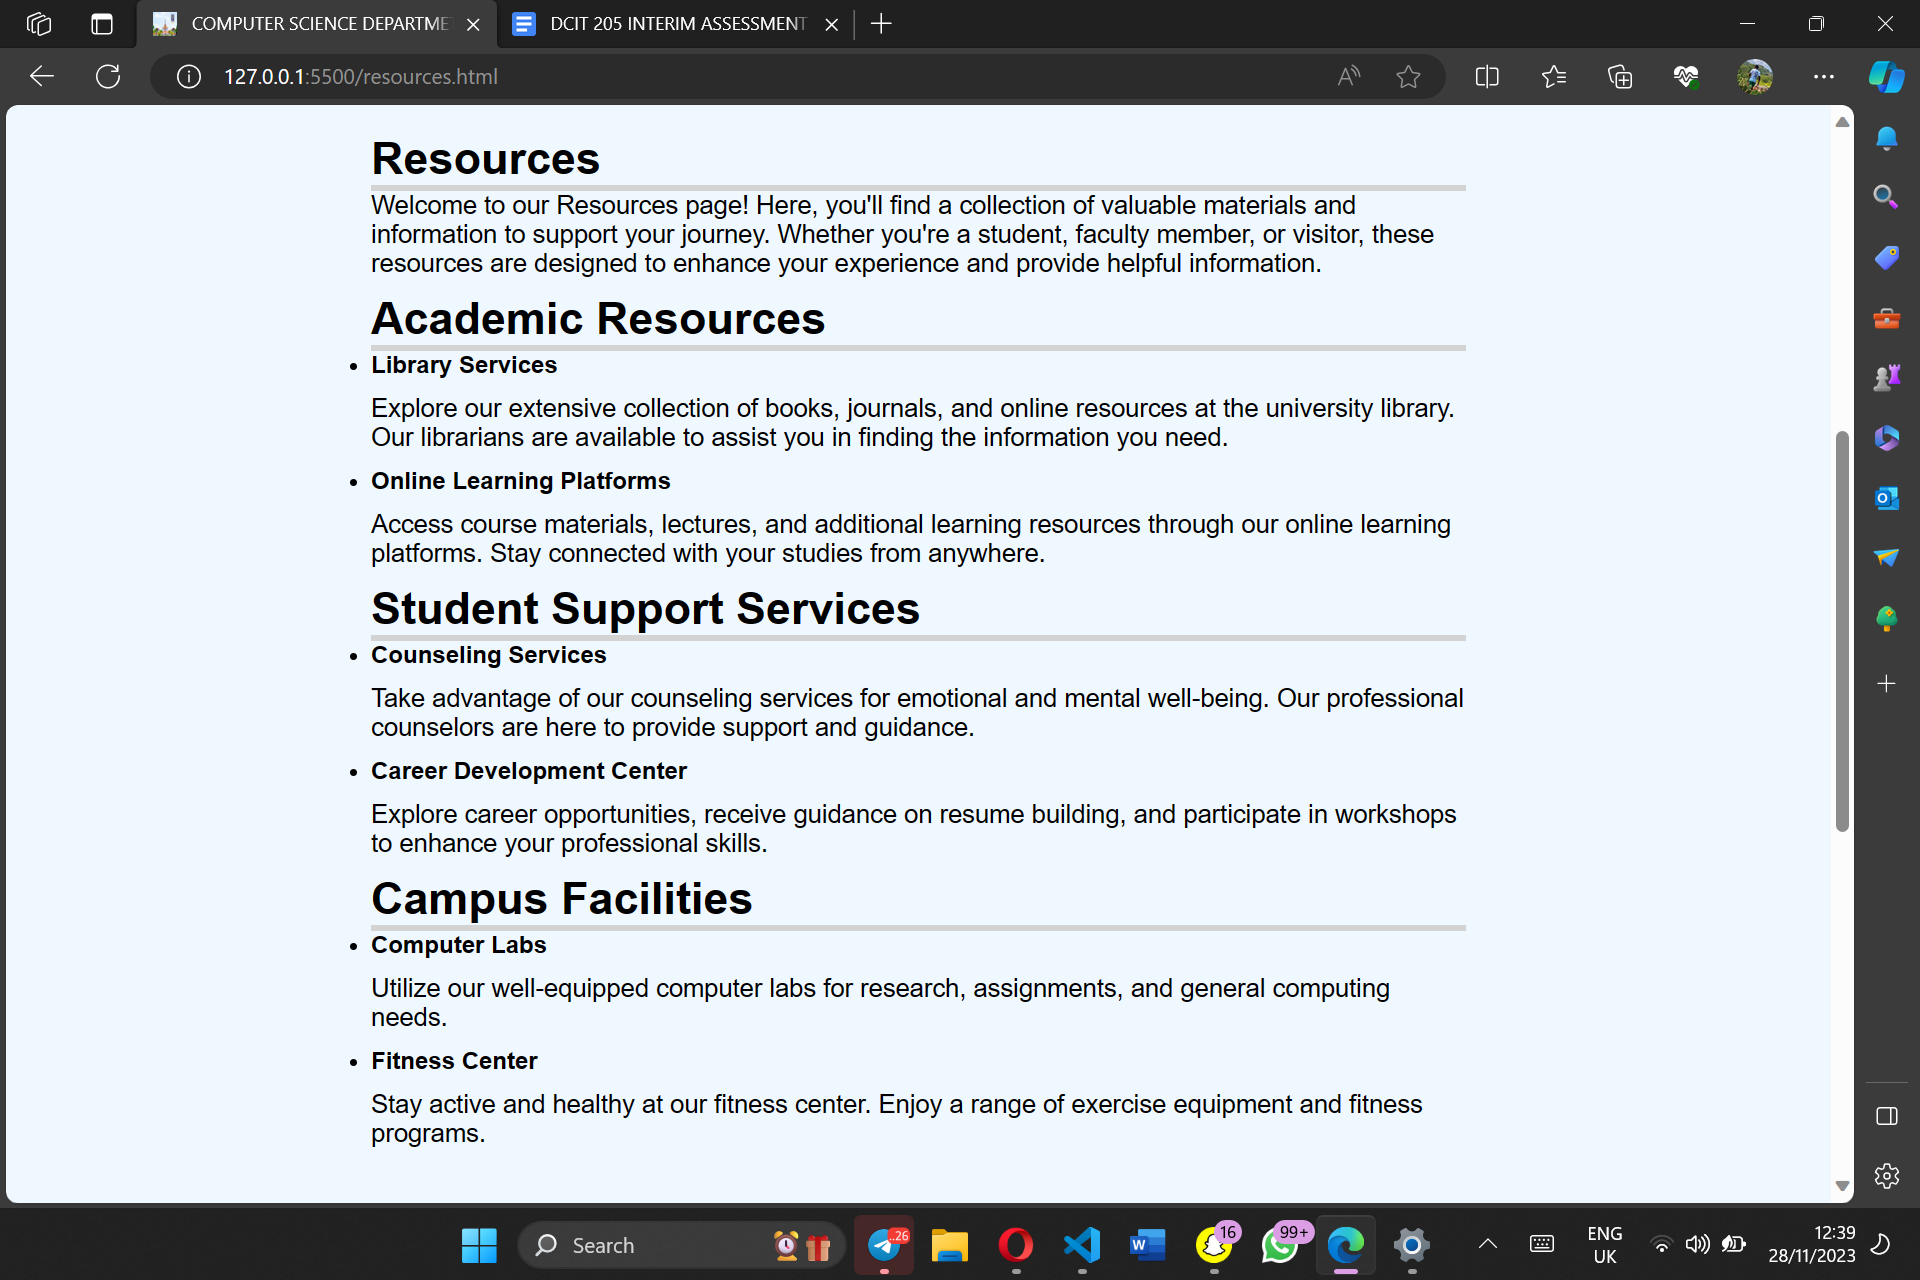 COMPUTER SCIENCE DEPARTME
DCIT 205 INTERIM ASSESSMENT
127.0.0.1:5500/resources.html
Resources
Welcome to our Resources page! Here, you'll find a collection of valuable materials and
information to support your journey. Whether you're a student, faculty member, or visitor, these
resources are designed to enhance your experience and provide helpful information.
Academic Resources
• Library Services
Explore our extensive collection of books, journals, and online resources at the university library.
Our librarians are available to assist you in finding the information you need.
• Online Learning Platforms
Access course materials, lectures, and additional learning resources through our online learning
platforms. Stay connected with your studies from anywhere.
Student Support Services
• Counseling Services
Take advantage of our counseling services for emotional and mental well-being. Our professional
counselors are here to provide support and guidance.
• Career Development Center
Explore career opportunities, receive guidance on resume building, and participate in workshops
to enhance your professional skills.
Campus Facilities
• Computer Labs
Utilize our well-equipped computer labs for research, assignments, and general computing
needs.
• Fitness Center
Stay active and healthy at our fitness center. Enjoy a range of exercise equipment and fitness
programs.
Search
..26
16
99+
ENG
UK
12:39
28/11/2023